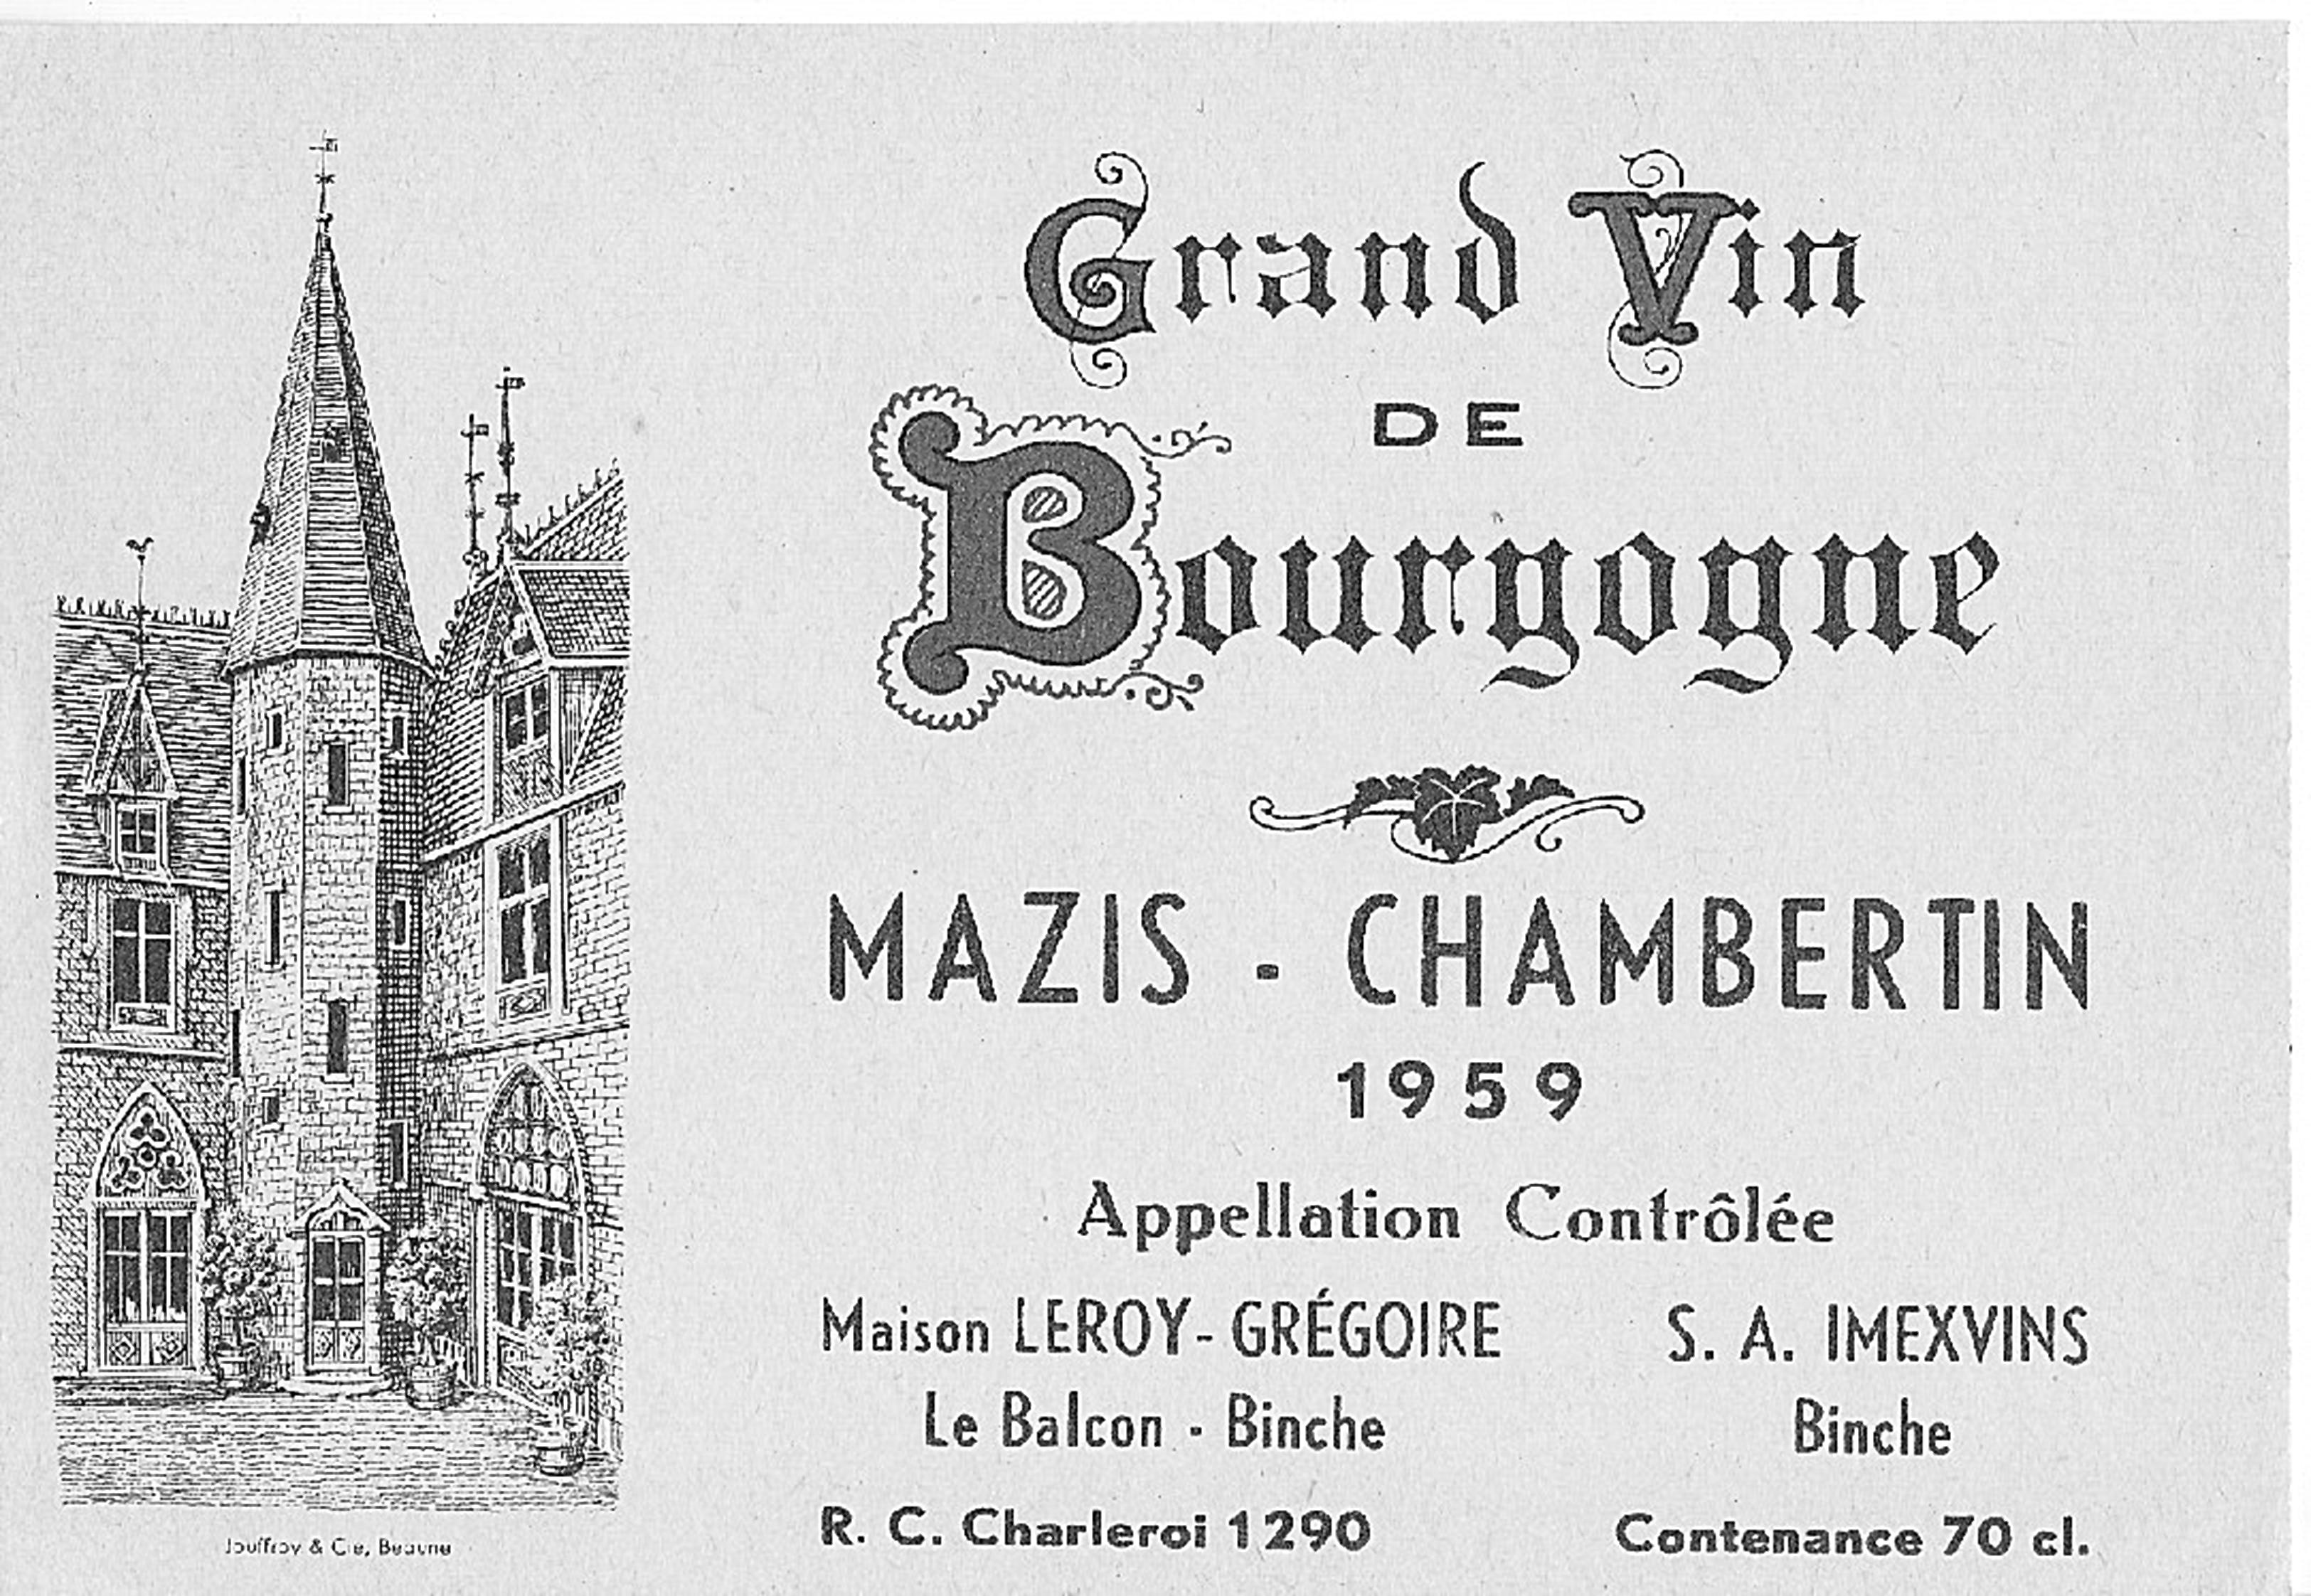 Grand Vin
DE
Bourgogne
MAZIS - CHAMBERTIN
1959
Appellation Contrôlée
Maison LEROY-GRÉGOIRE
Le Balcon - Binche
R. C. Charleroi 1290
S. A. IMEXVINS
Binche
Contenance 70 cl.
Jouffroy & Cie, Beaune